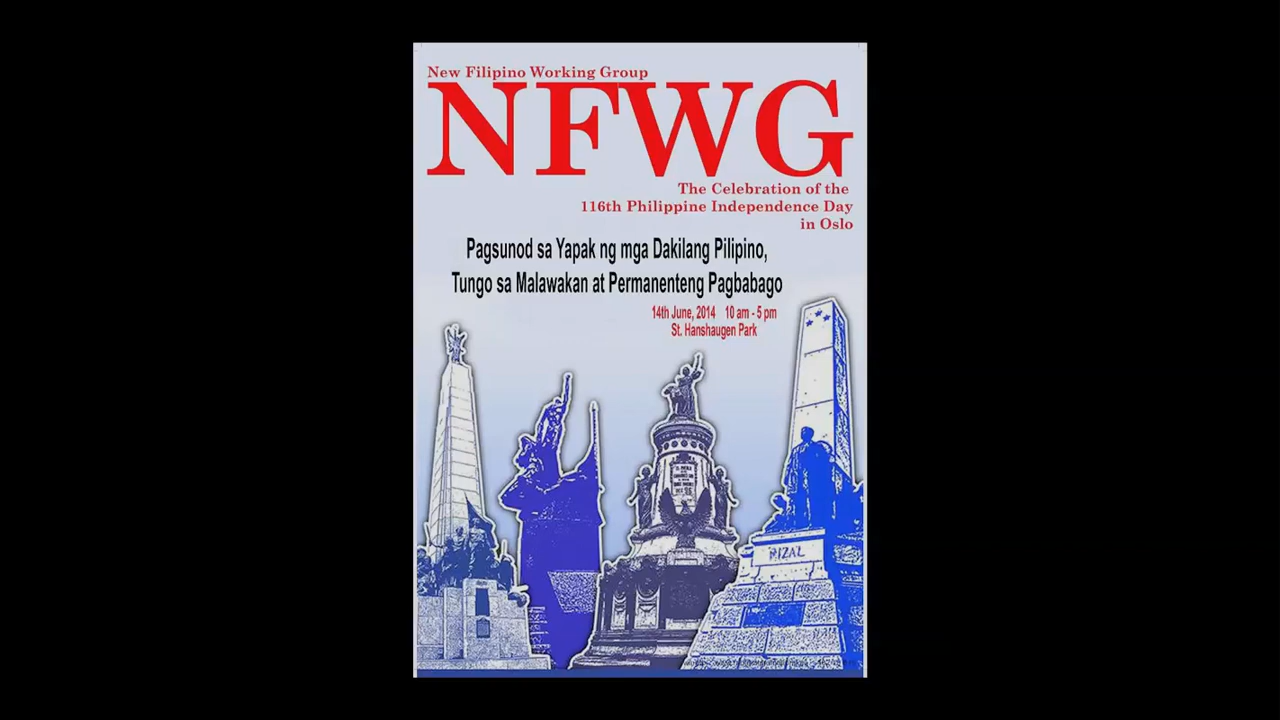 New Filipino Working Group
NFWG
The Celebration of the
116th Philippine Independence Day
in Oslo
Pagsunod sa Yapak ng mga Dakilang Pilipino,
Tungo sa Malawakan at Permanenteng Pagbabago
14th June, 2014 10 am - 5 pm
St. Hanshaugen Park
RIZAL